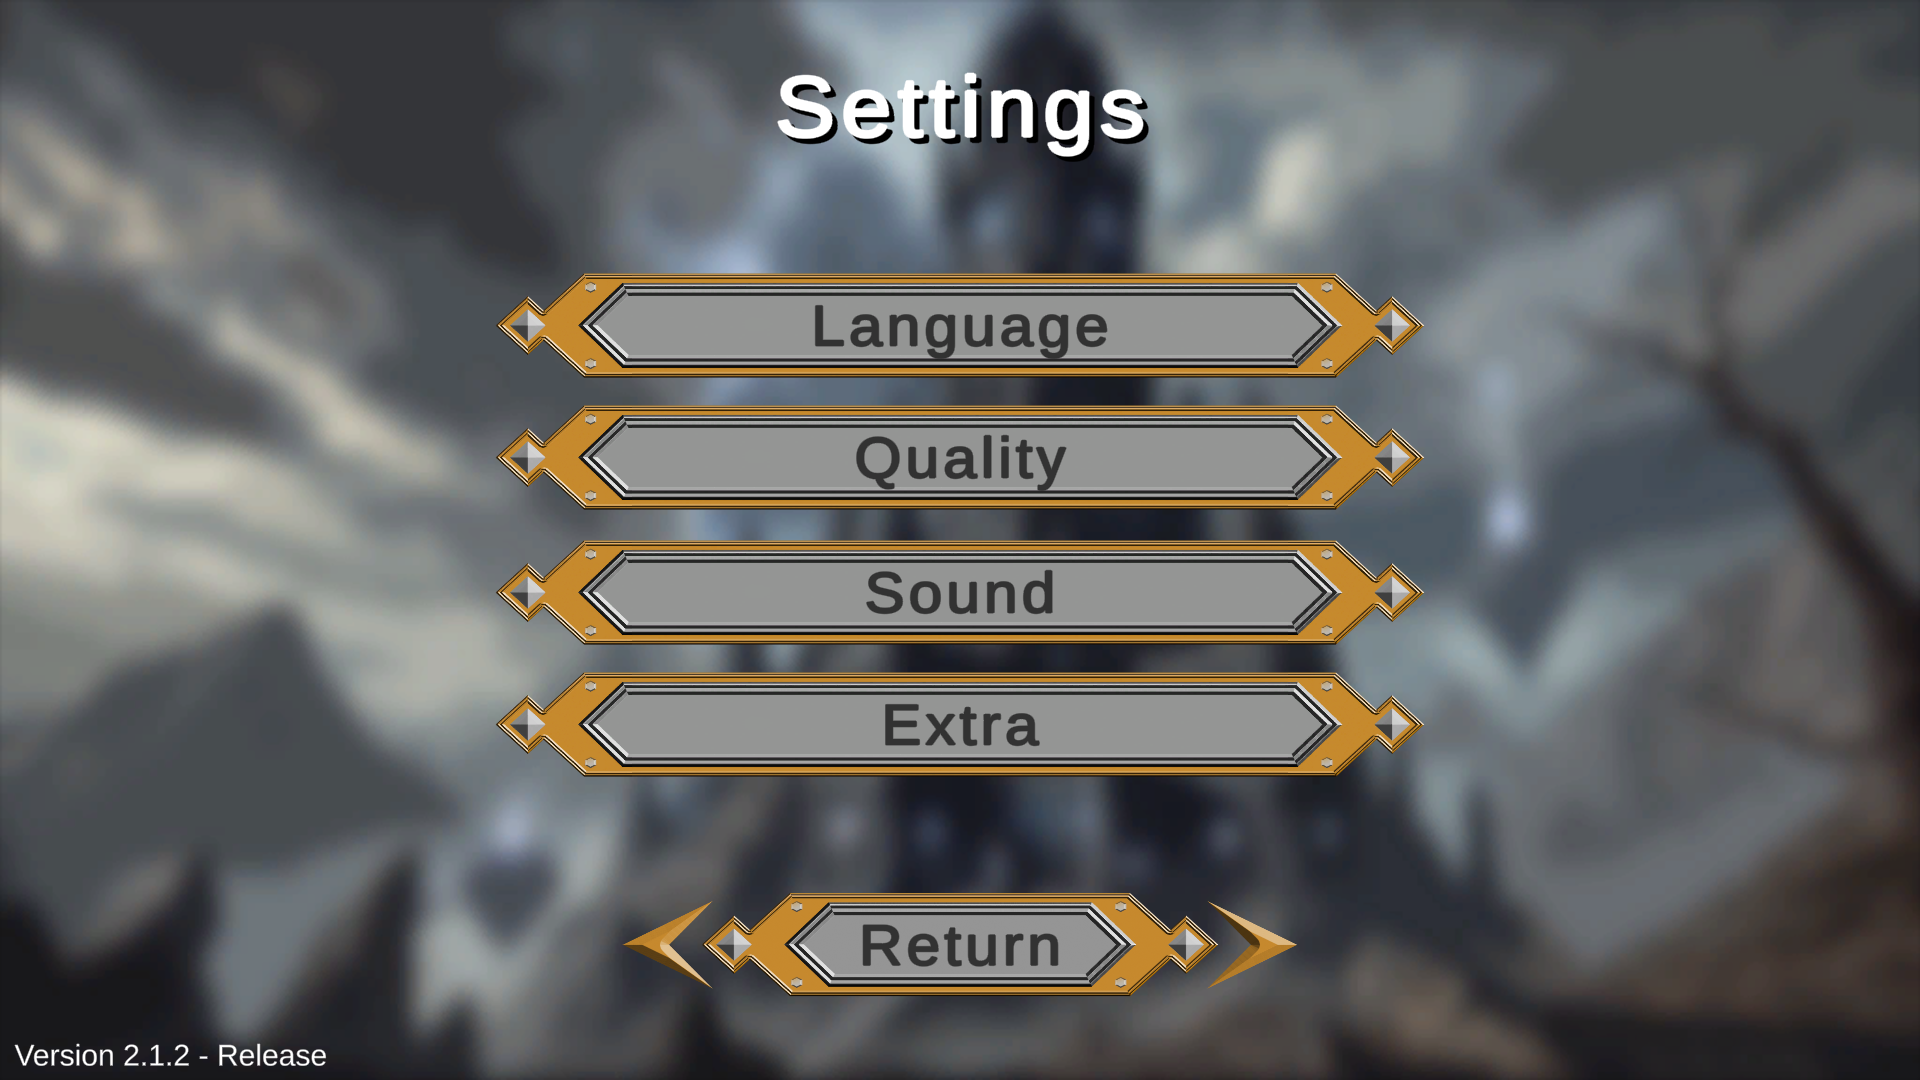 Settings
Language
Quality
Sound
Extra
Return
Version 2.1.2 - Release